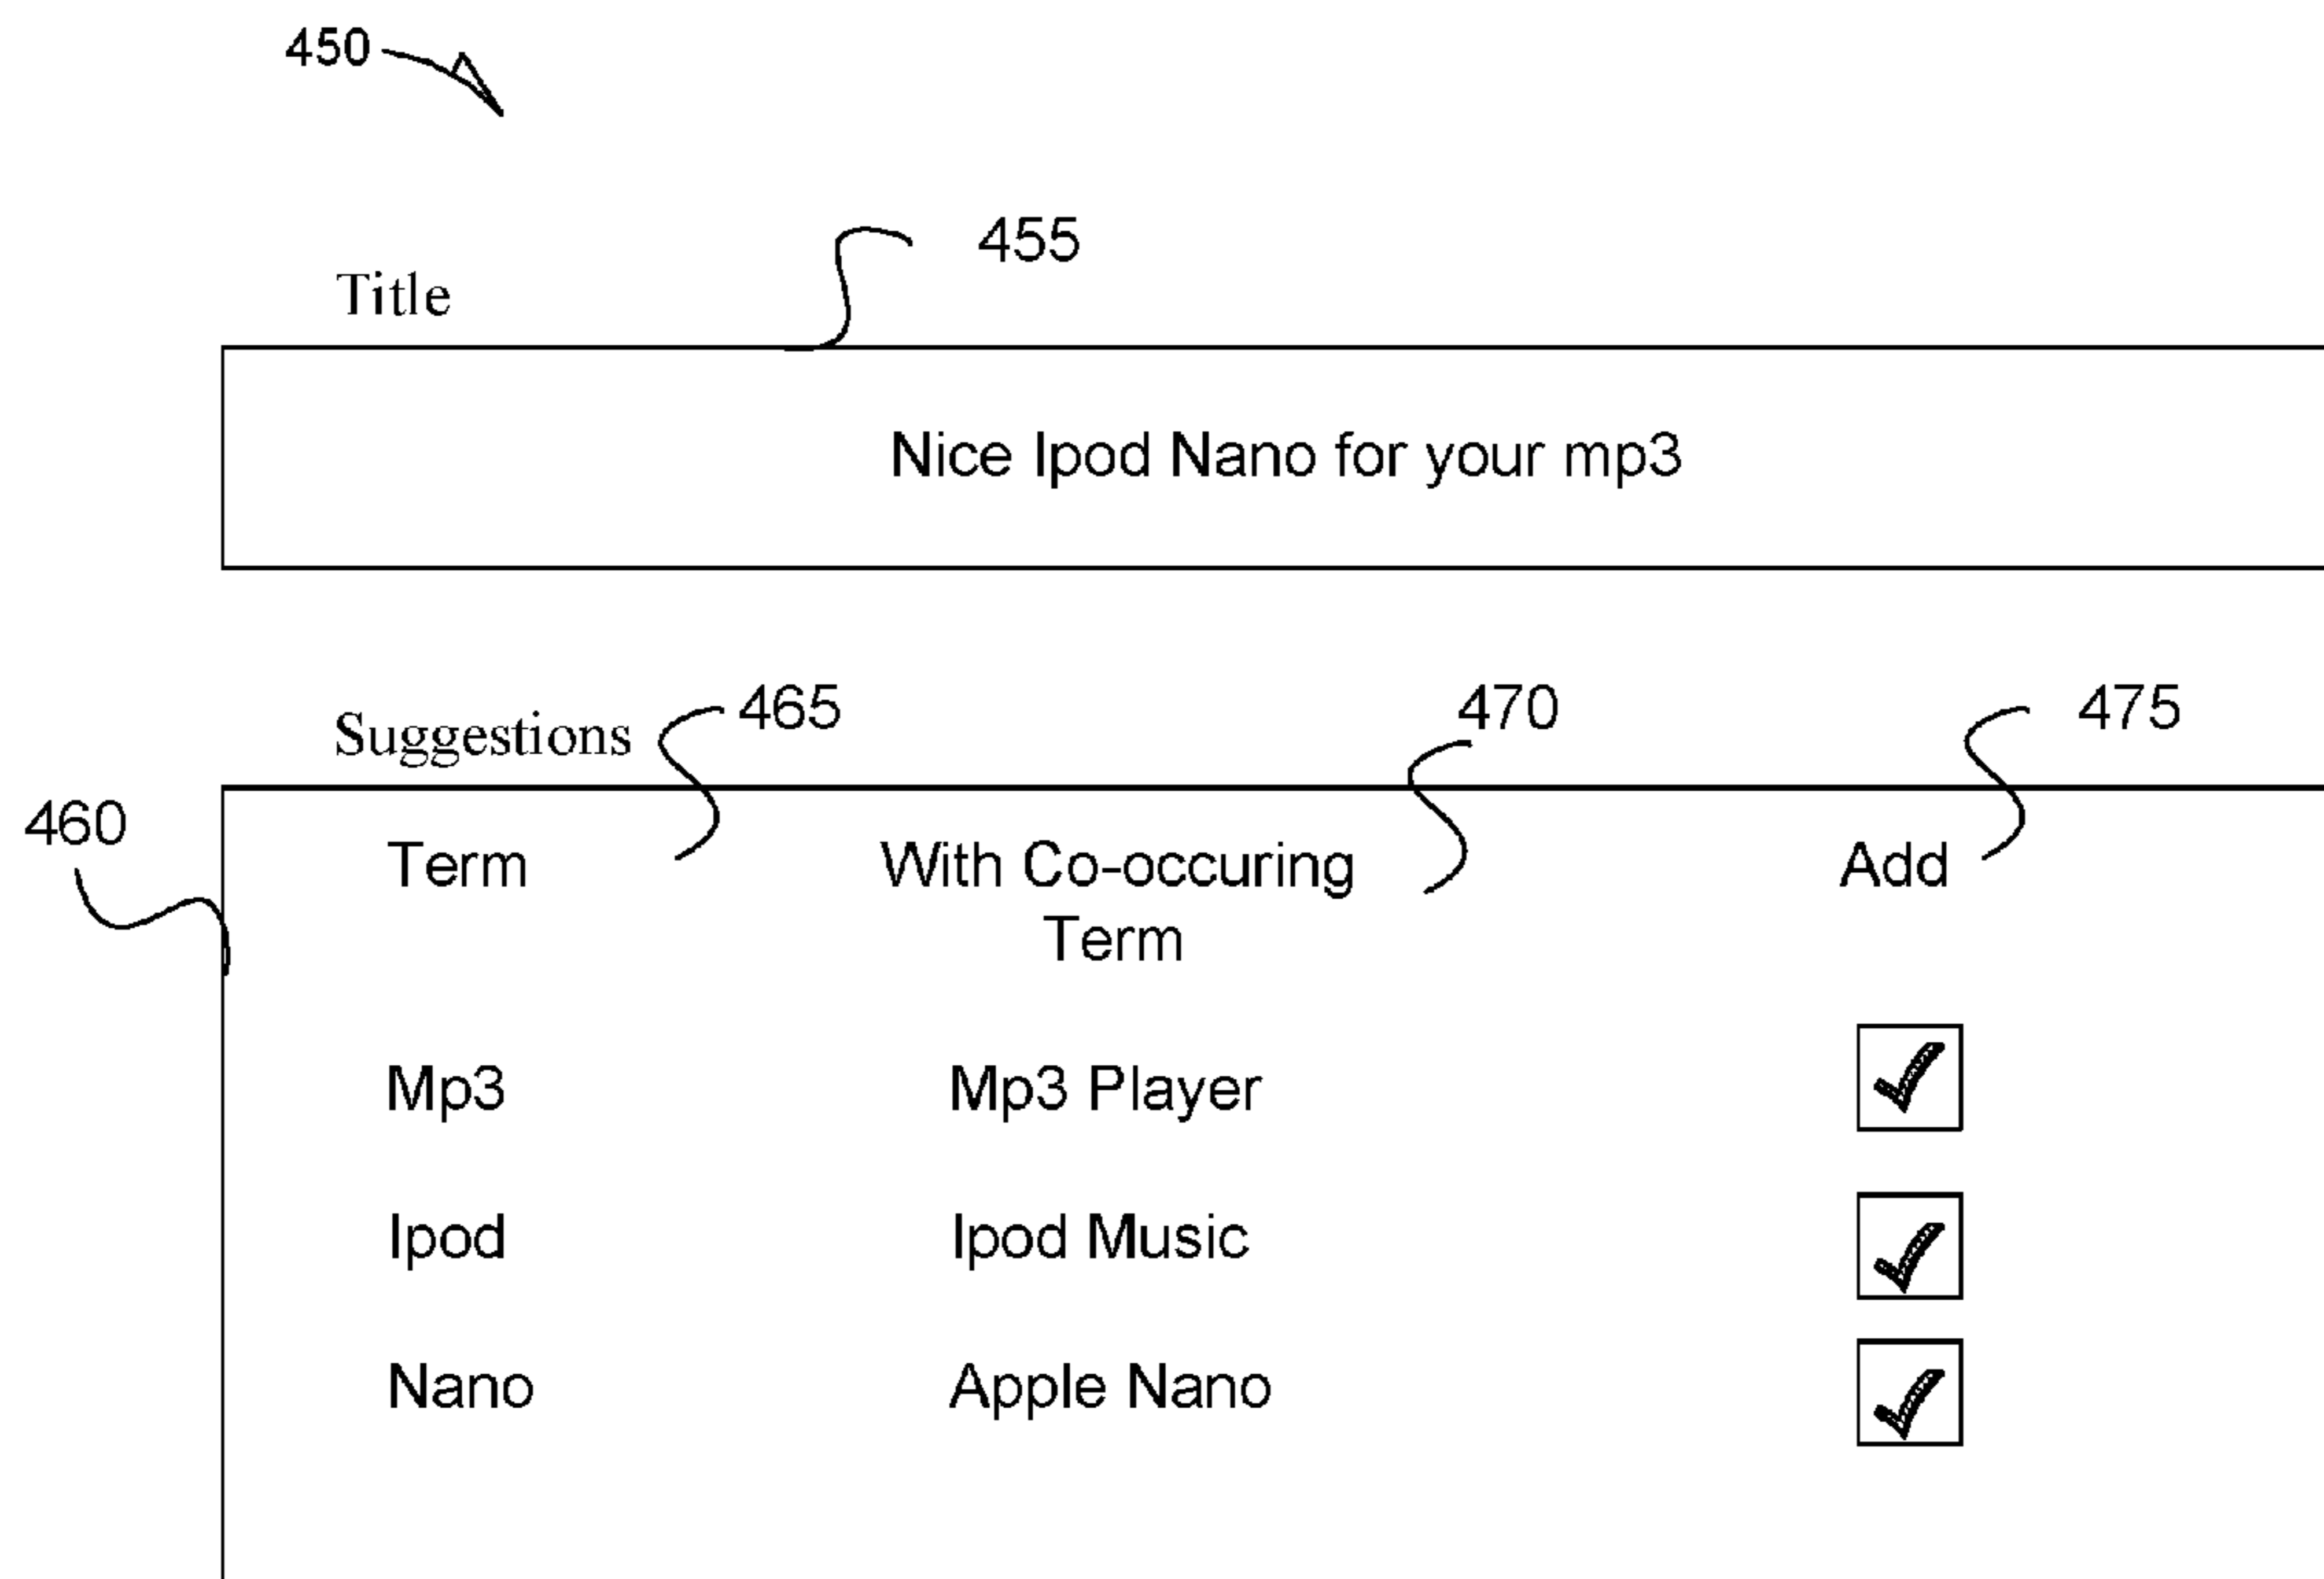 450
455
Title
Nice Ipod Nano for your mp3
Suggestions 465 470 475
460
Term With Co-occuring Add
Term
Mp3 Mp3 Player
Ipod Ipod Music
Nano Apple Nano